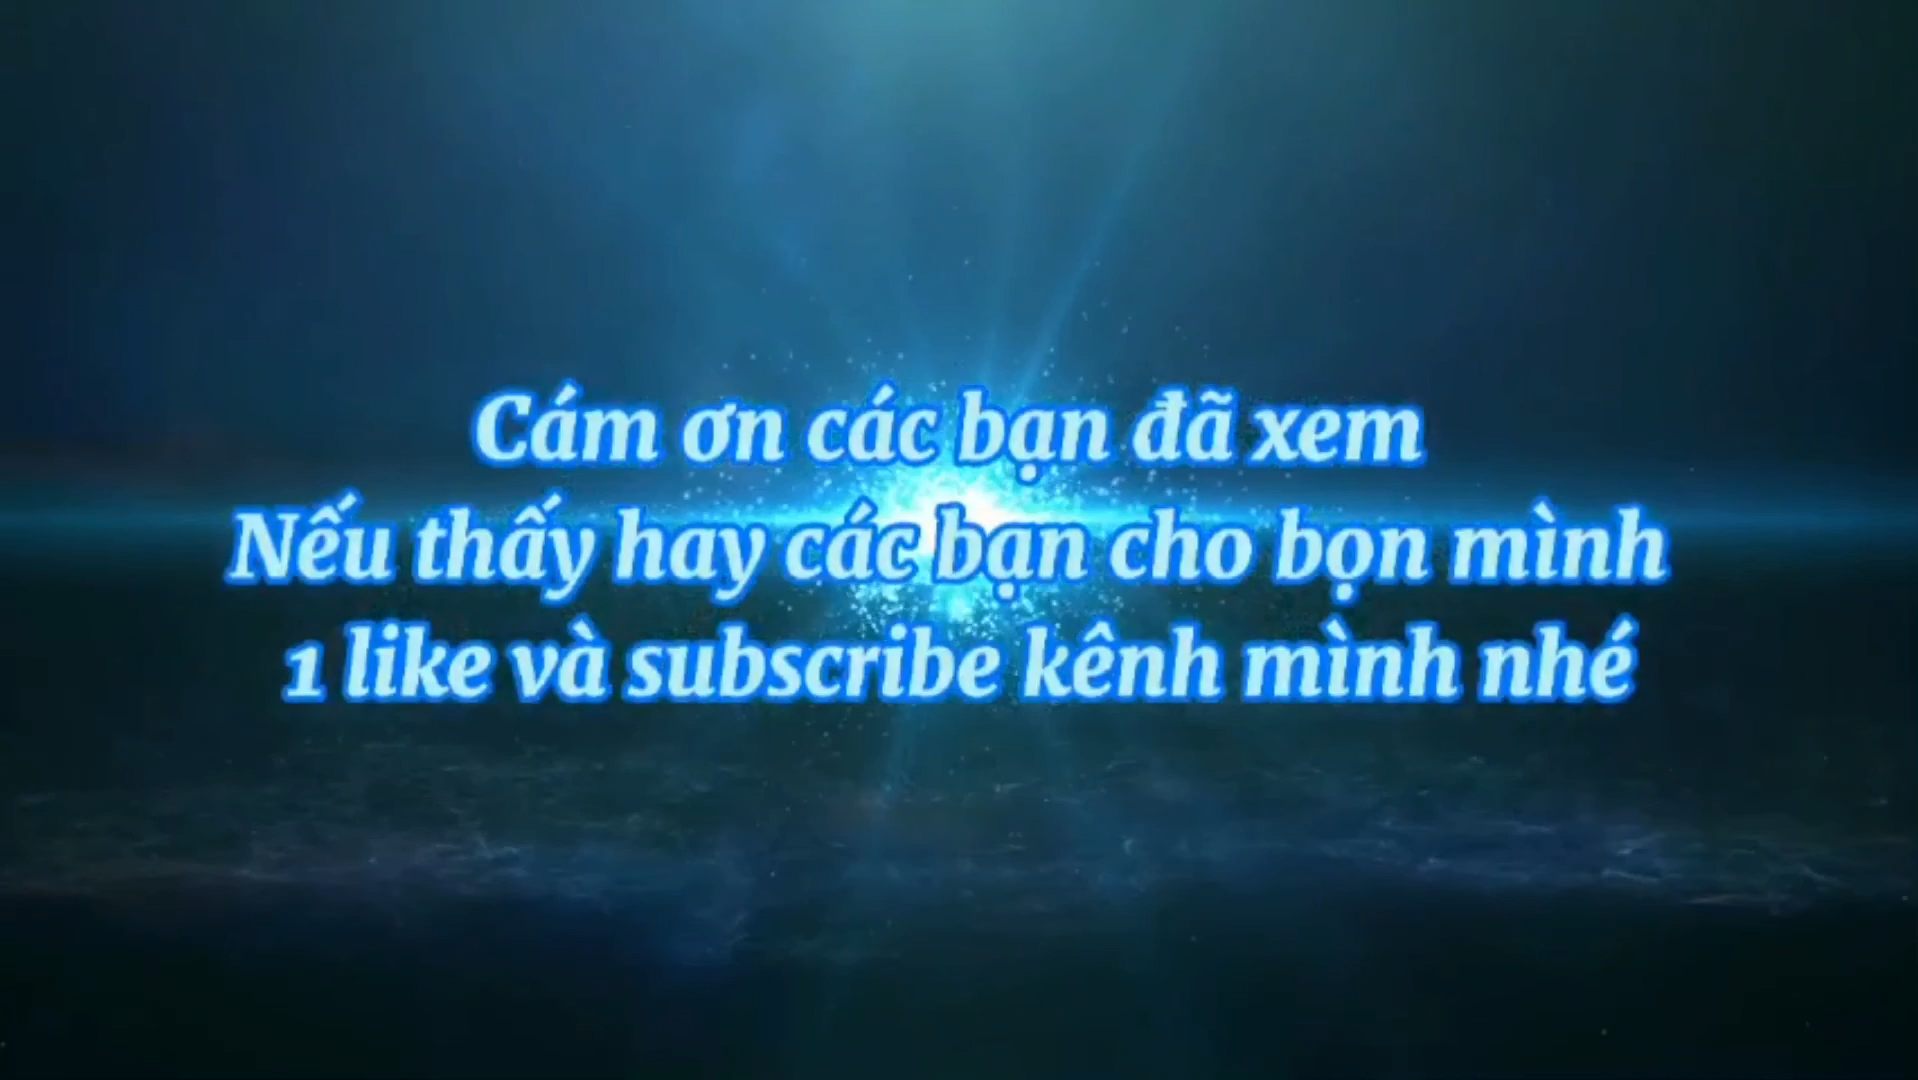 Cám ơn các bạn đã xem
Nếu thấy hay các bạn cho bọn mình
1 like và subscribe kênh mình nhé